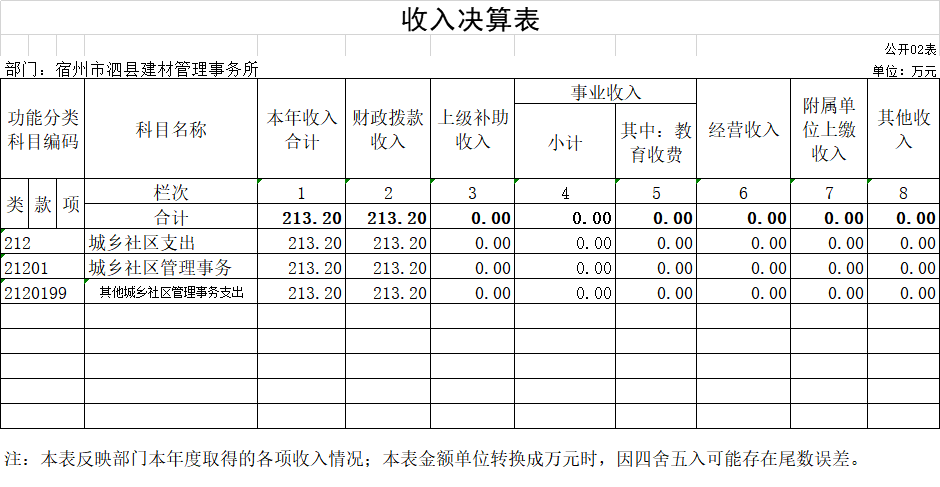 收入决算表
公开02表
部门：宿州市泗县建材管理事务所 单位：万元
功能分类科目编码 科目名称 本年收入合计 财政拨款收入 上级补助收入 事业收入 经营收入 附属单位上缴收入 其他收入
小计 其中：教育收费
类 款 项 栏次 1 2 3 4 5 6 7 8
合计 213.20 213.20 0.00 0.00 0.00 0.00 0.00 0.00
212 城乡社区支出 213.20 213.20 0.00 0.00 0.00 0.00 0.00 0.00
21201 城乡社区管理事务 213.20 213.20 0.00 0.00 0.00 0.00 0.00 0.00
2120199 其他城乡社区管理事务支出 213.20 213.20 0.00 0.00 0.00 0.00 0.00 0.00
注：本表反映部门本年度取得的各项收入情况；本表金额单位转换成万元时，因四舍五入可能存在尾数误差。